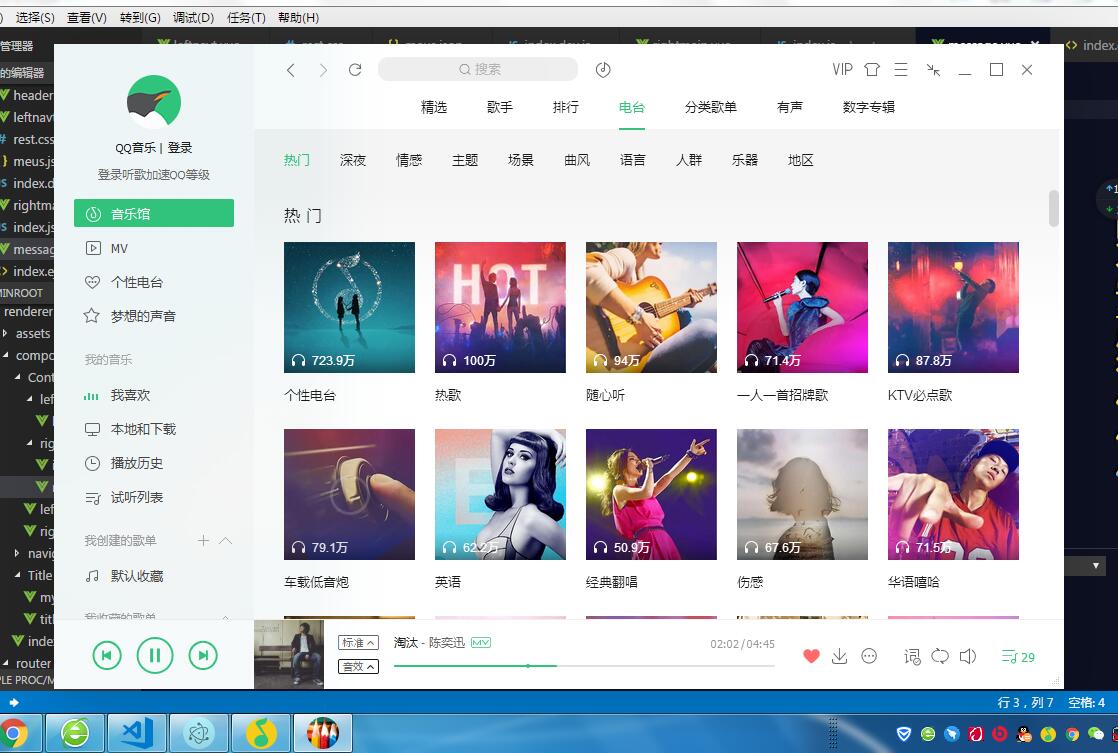 选择(S) 查看(V) 转到(G) 调试(D) 任务(T) 帮助(H)
管理器
的编辑器
header
leftnav
rest.css
meus.js
index.d
rightma
index.js
messag
index.e
MINROOT
renderer
assets
compo
Cont
lef
rig
lef
rig
navig
Title
my
titl
index
router
PLE PROC/M
message.vue
index.
QQ音乐 | 登录
登录听歌加速QQ等级
音乐馆
MV
个性电台
梦想的声音
我的音乐
我喜欢
本地和下载
播放历史
试听列表
我创建的歌单
默认收藏
我收藏的歌单
搜索
VIP
精选 歌手 排行 电台 分类歌单 有声 数字专辑
热门 深夜 情感 主题 场景 曲风 语言 人群 乐器 地区
热门
HOT
723.9万 100万 94万 71.4万 87.8万
个性电台 热歌 随心听 一人一首招牌歌 KTV必点歌
79.1万 62.2万 50.9万 67.6万 71.5万
车载低音炮 英语 经典翻唱 伤感 华语嘻哈
标准 淘汰 - 陈奕迅 MV 02:02/04:45
音效
词
29
行 3，列 7 空格: 4